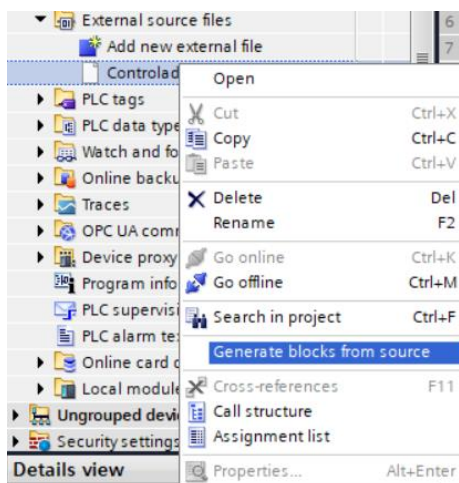 External source files
6
Add new external file
7
Controlad
Open
PLC tags
Cut Ctrl+X
PLC data type
Copy Ctrl+C
Watch and fo
Paste Ctrl+V
Online backu
Traces
Delete Del
OPC UA comm
Rename F2
Device proxy
Go online Ctrl+K
Program info
Go offline Ctrl+M
PLC supervisi
Search in project Ctrl+F
PLC alarm te
Generate blocks from source
Online card d
Local module
Cross-references F11
Ungrouped devi
Call structure
Security settings
Assignment list
Details view
Properties... Alt+Enter